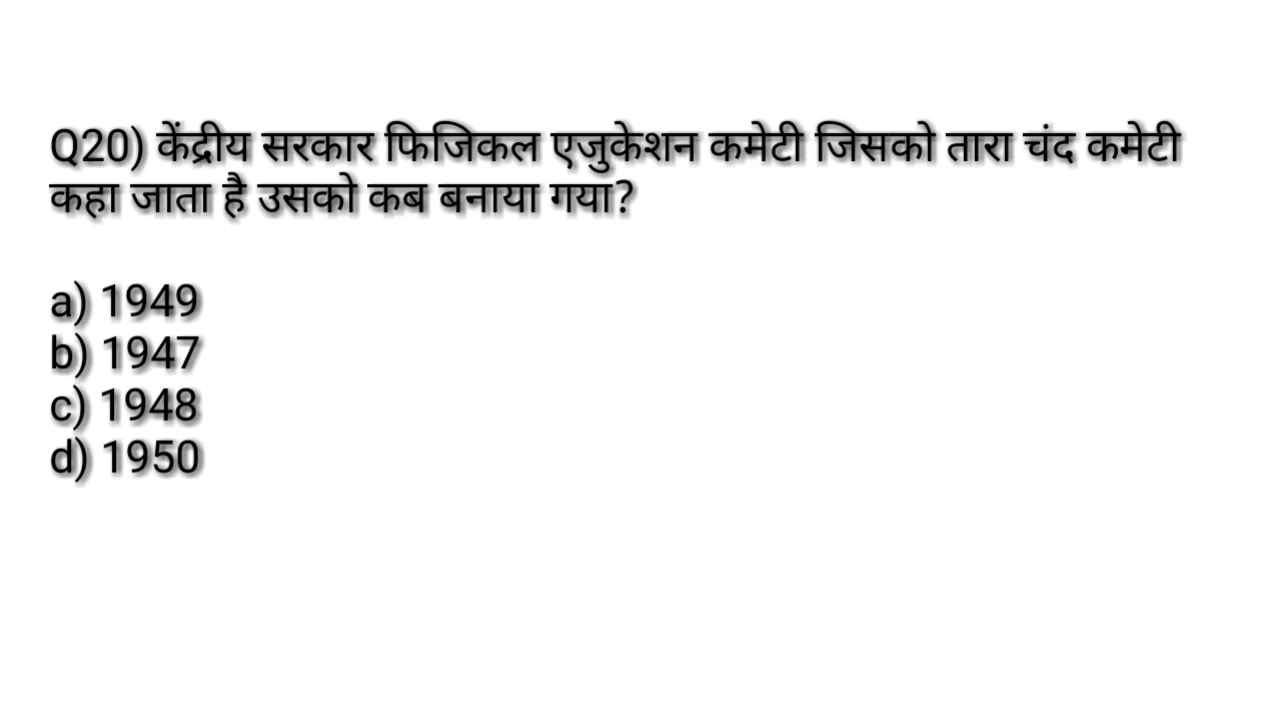 Q20) केंद्रीय सरकार फिजिकल एजुकेशन कमेटी जिसको तारा चंद कमेटी
कहा जाता है उसको कब बनाया गया?
a) 1949
b) 1947
c) 1948
d) 1950